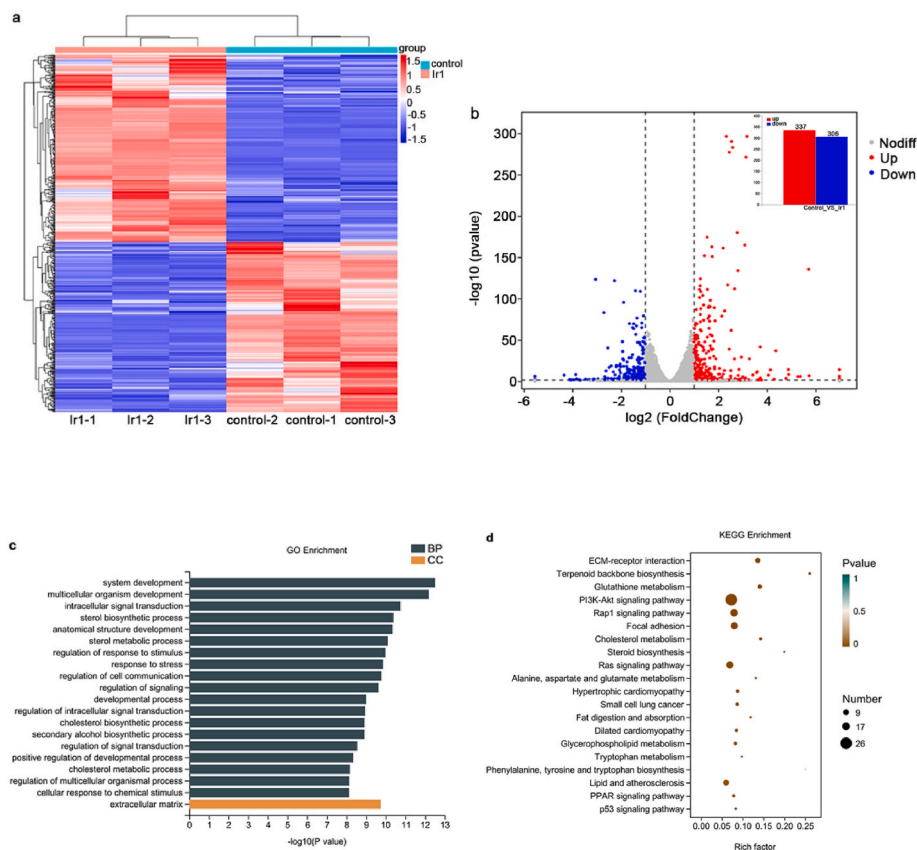 a
group
control
Ir1
1.5
1
0.5
0
-0.5
-1
-1.5
Ir1-1 Ir1-2 Ir1-3 control-2 control-1 control-3
b
300
250
200
150
100
50
0
-log10 (pvalue)
-6 -4 -2 0 2 4 6
log2 (FoldChange)
up
down
400
350
300
250
200
150
100
50
0
337
306
Control_VS_Ir1
Nodiff
Up
Down
c
GO Enrichment
BP
CC
system development
multicellular organism development
intracellular signal transduction
sterol biosynthetic process
anatomical structure development
sterol metabolic process
regulation of response to stimulus
response to stress
regulation of cell communication
regulation of signaling
developmental process
regulation of intracellular signal transduction
cholesterol biosynthetic process
secondary alcohol biosynthetic process
regulation of signal transduction
positive regulation of developmental process
cholesterol metabolic process
regulation of multicellular organismal process
cellular response to chemical stimulus
extracellular matrix
0 1 2 3 4 5 6 7 8 9 10 11 12 13
-log10(P value)
d
KEGG Enrichment
ECM-receptor interaction
Terpenoid backbone biosynthesis
Glutathione metabolism
PI3K-Akt signaling pathway
Rap1 signaling pathway
Focal adhesion
Cholesterol metabolism
Steroid biosynthesis
Ras signaling pathway
Alanine, aspartate and glutamate metabolism
Hypertrophic cardiomyopathy
Small cell lung cancer
Fat digestion and absorption
Dilated cardiomyopathy
Glycerophospholipid metabolism
Tryptophan metabolism
Phenylalanine, tyrosine and tryptophan biosynthesis
Lipid and atherosclerosis
PPAR signaling pathway
p53 signaling pathway
0.00 0.05 0.10 0.15 0.20 0.25
Rich factor
Pvalue
1
0.5
0
Number
9
17
26